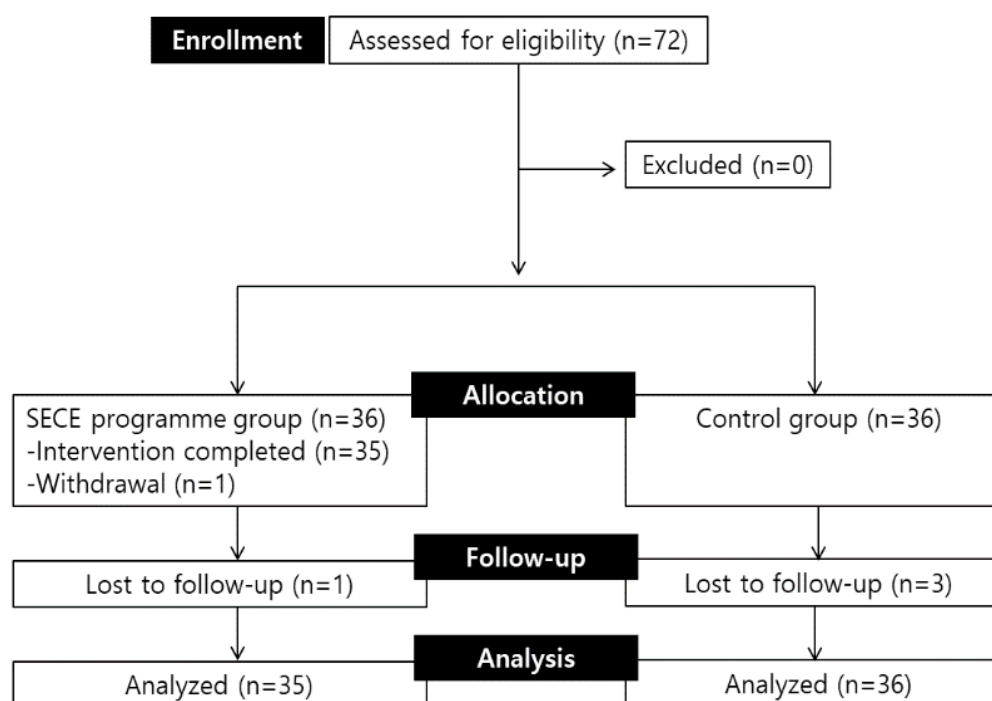 Enrollment
Assessed for eligibility (n=72)
Excluded (n=0)
Allocation
SECE programme group (n=36)
-Intervention completed (n=35)
-Withdrawal (n=1)
Control group (n=36)
Follow-up
Lost to follow-up (n=1)
Lost to follow-up (n=3)
Analysis
Analyzed (n=35)
Analyzed (n=36)